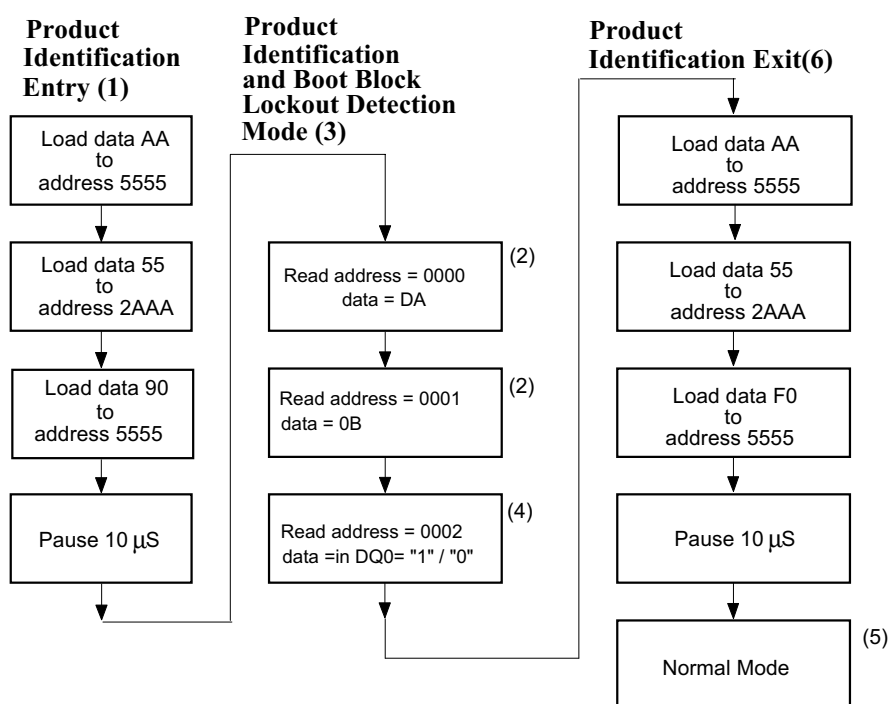 Product
Identification
Entry (1)
Load data AA
to
address 5555
Load data 55
to
address 2AAA
Load data 90
to
address 5555
Pause 10 μS
Product
Identification
and Boot Block
Lockout Detection
Mode (3)
Read address = 0000
data = DA
(2)
Read address = 0001
data = 0B
(2)
Read address = 0002
data =in DQ0= "1" / "0"
(4)
Product
Identification Exit(6)
Load data AA
to
address 5555
Load data 55
to
address 2AAA
Load data F0
to
address 5555
Pause 10 μS
Normal Mode
(5)